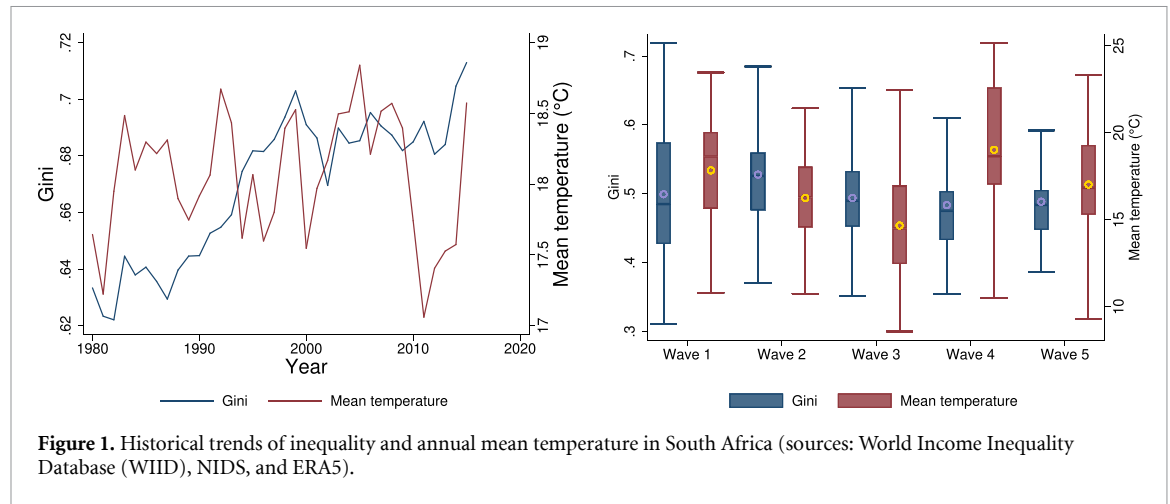 .72
.7
.68
.66
.64
.62
Gini
19
18.5
18
17.5
17
Mean temperature (°C)
1980 1990 2000 2010 2020
Year
Gini Mean temperature
.7
.6
.5
.4
.3
Gini
25
20
15
10
Mean temperature (°C)
Wave 1 Wave 2 Wave 3 Wave 4 Wave 5
Gini Mean temperature
Figure 1. Historical trends of inequality and annual mean temperature in South Africa (sources: World Income Inequality
Database (WIID), NIDS, and ERA5).